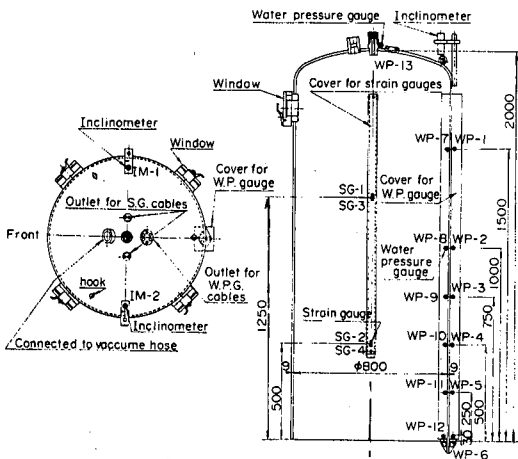 Water pressure gauge
Inclinometer
WP-13
Window
Cover for strain gauges
Inclinometer
IM-1
Window
Cover for
W.P. gauge
Outlet for S.G. cables
Front
hook
IM-2
Outlet for
W.P.G.
cables
Inclinometer
Connected to vaccume hose
WP-7
WP-1
SG-1
SG-3
Cover for
W.P. gauge
WP-8
WP-2
Water
pressure
gauge
WP-9
WP-3
Strain gauge
SG-2
SG-4
WP-10
WP-4
9
φ800
9
WP-11
WP-5
WP-12
WP-6
1250
500
30
250
500
750
1000
1500
2000